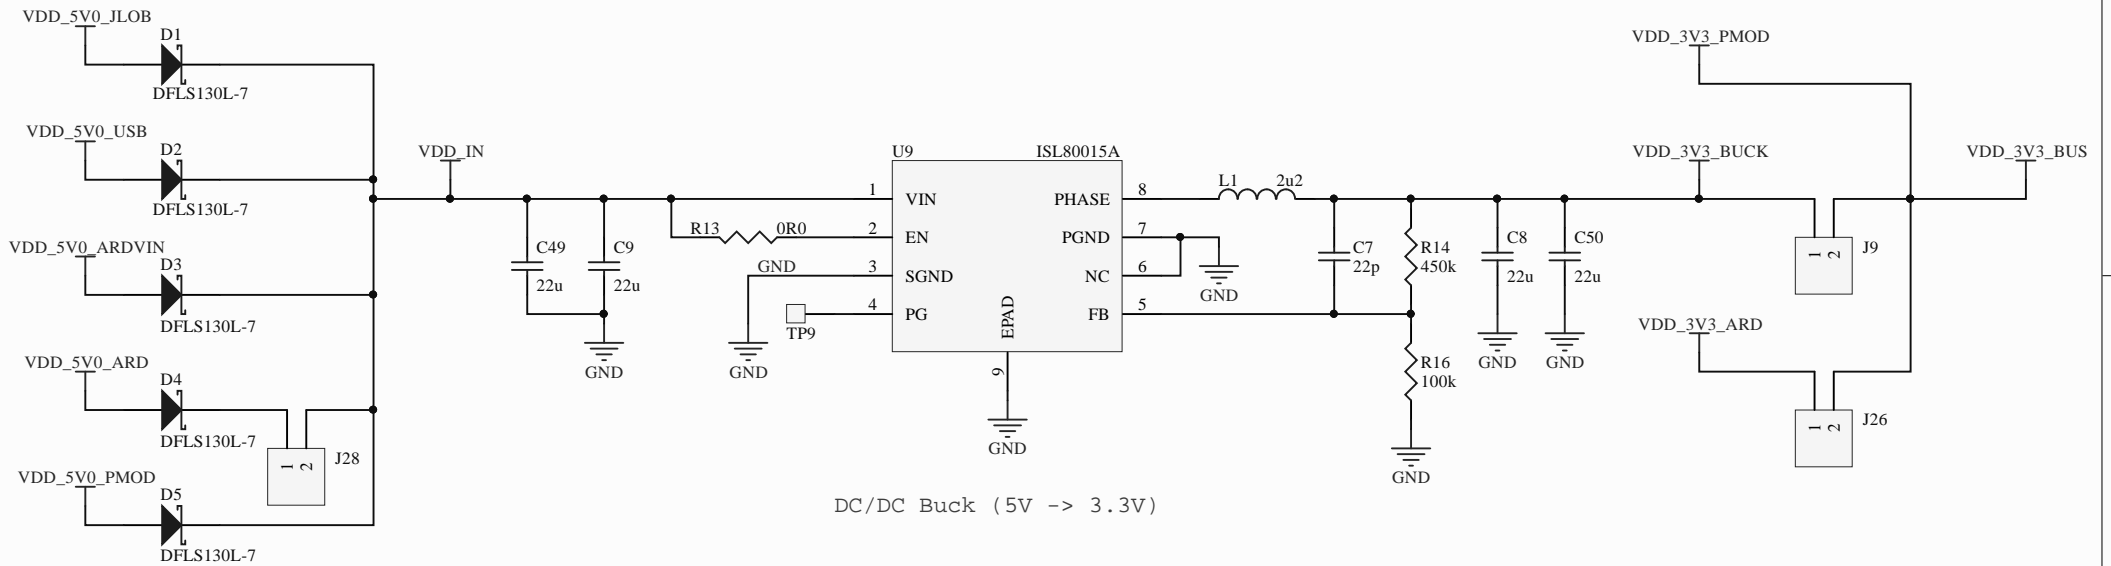 VDD_5V0_JLOB
D1
DFLS130L-7
VDD_5V0_USB
D2
DFLS130L-7
VDD_5V0_ARDVIN
D3
DFLS130L-7
VDD_5V0_ARD
D4
DFLS130L-7
J28
1
2
VDD_5V0_PMOD
D5
DFLS130L-7
VDD_IN
C49
22u
C9
22u
GND
R13
0R0
GND
GND
TP9
U9
ISL80015A
1
VIN
2
EN
3
SGND
4
PG
EPAD
9
GND
PHASE
8
PGND
7
NC
6
FB
5
L1
2u2
GND
C7
22p
R14
450k
R16
100k
GND
C8
22u
GND
C50
22u
GND
VDD_3V3_PMOD
VDD_3V3_BUCK
VDD_3V3_BUS
J9
1
2
VDD_3V3_ARD
J26
1
2
DC/DC Buck (5V -> 3.3V)